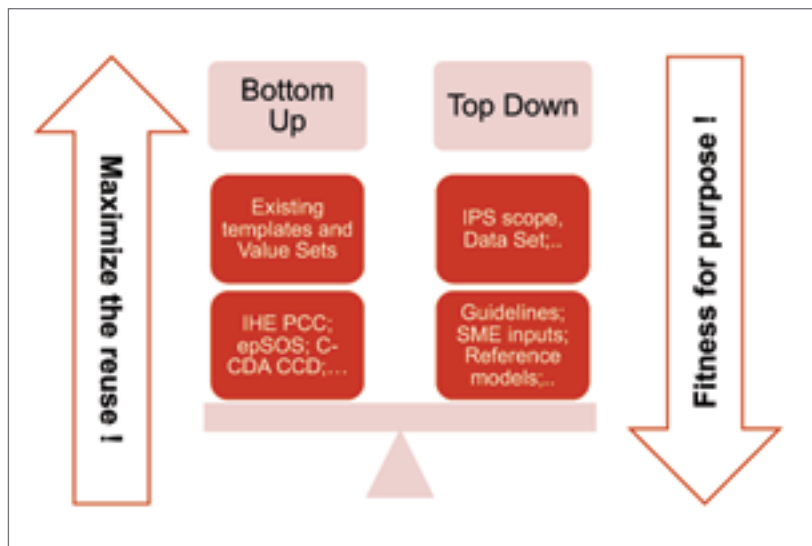 Maximize the reuse !
Bottom
Up
Existing
templates and
Value Sets
IHE PCC;
epSOS; C-
CDA CCD;...
Top Down
IPS scope,
Data Set;..
Guidelines;
SME inputs;
Reference
models;..
Fitness for purpose !